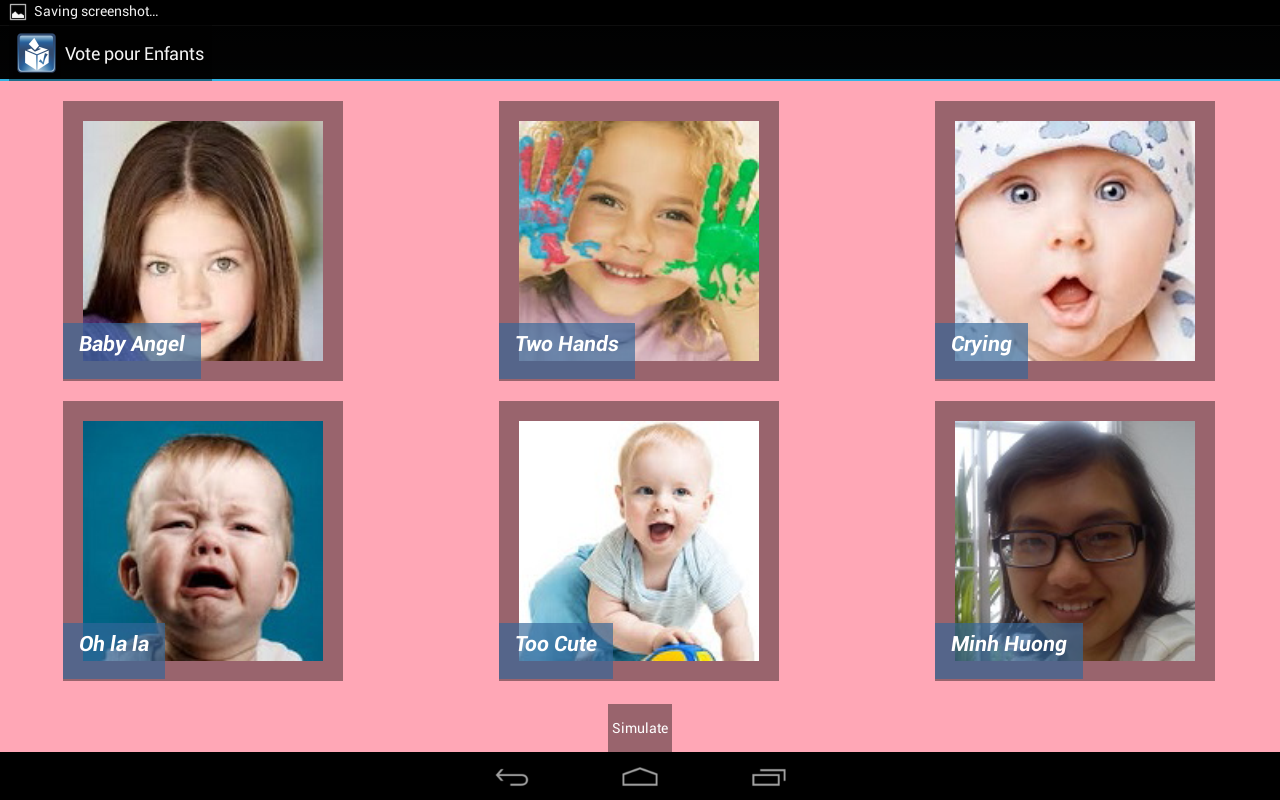 Saving screenshot...
Vote pour Enfants
Baby Angel
Two Hands
Crying
Oh la la
Too Cute
Minh Huong
Simulate